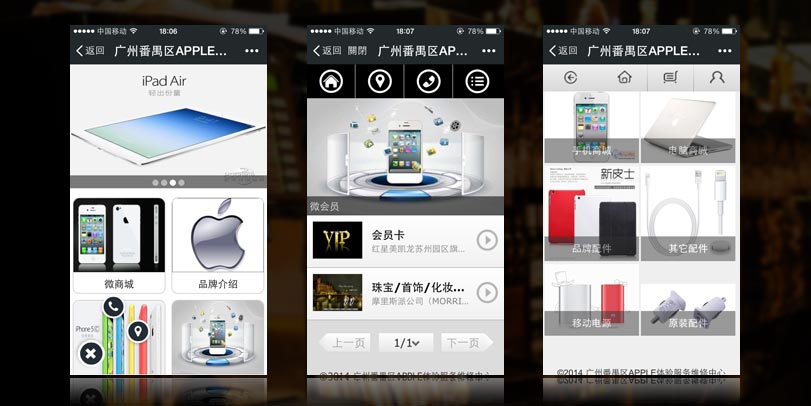 中国移动 18:06 78%
返回 广州番禺区APPLE...
iPad Air
轻出份量
微商城
品牌介绍
iPhone5C
中国移动 18:07 78%
返回 關閉 广州番禺区AP...
微会员
VIP
会员卡
红星美凯龙苏州园区旗...
珠宝/首饰/化妆...
摩里斯派公司（MORRI...
上一页
1/1
下一页
©2014 广州番禺区APPLE体验服务维修中心
中国移动 18:07 78%
返回 广州番禺区APPLE...
手机商城
电脑商城
新皮士
品牌配件
其它配件
移动电源
原装配件
©2014 广州番禺区APPLE体验服务维修中心